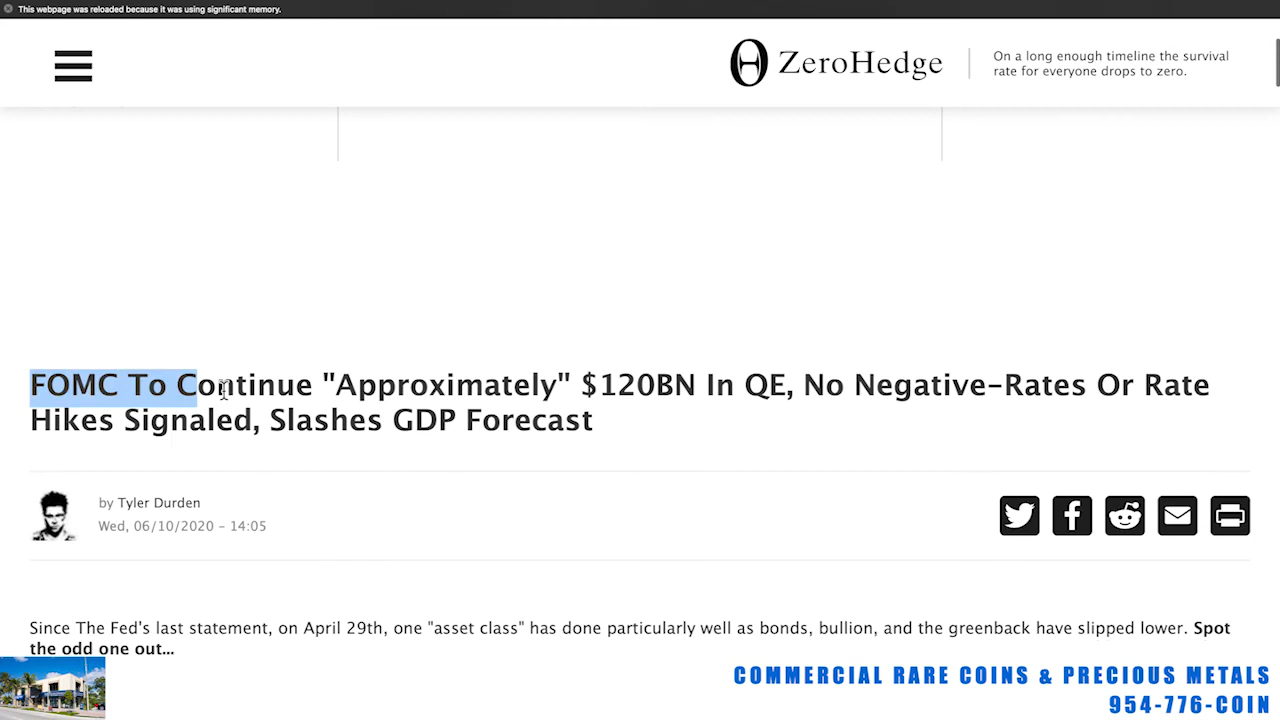 This webpage was reloaded because it was using significant memory.
ZeroHedge
On a long enough timeline the survival
rate for everyone drops to zero.
FOMC To Continue "Approximately" $120BN In QE, No Negative-Rates Or Rate
Hikes Signaled, Slashes GDP Forecast
by Tyler Durden
Wed, 06/10/2020 - 14:05
Since The Fed's last statement, on April 29th, one "asset class" has done particularly well as bonds, bullion, and the greenback have slipped lower. Spot
the odd one out...
COMMERCIAL RARE COINS & PRECIOUS METALS
954-776-COIN